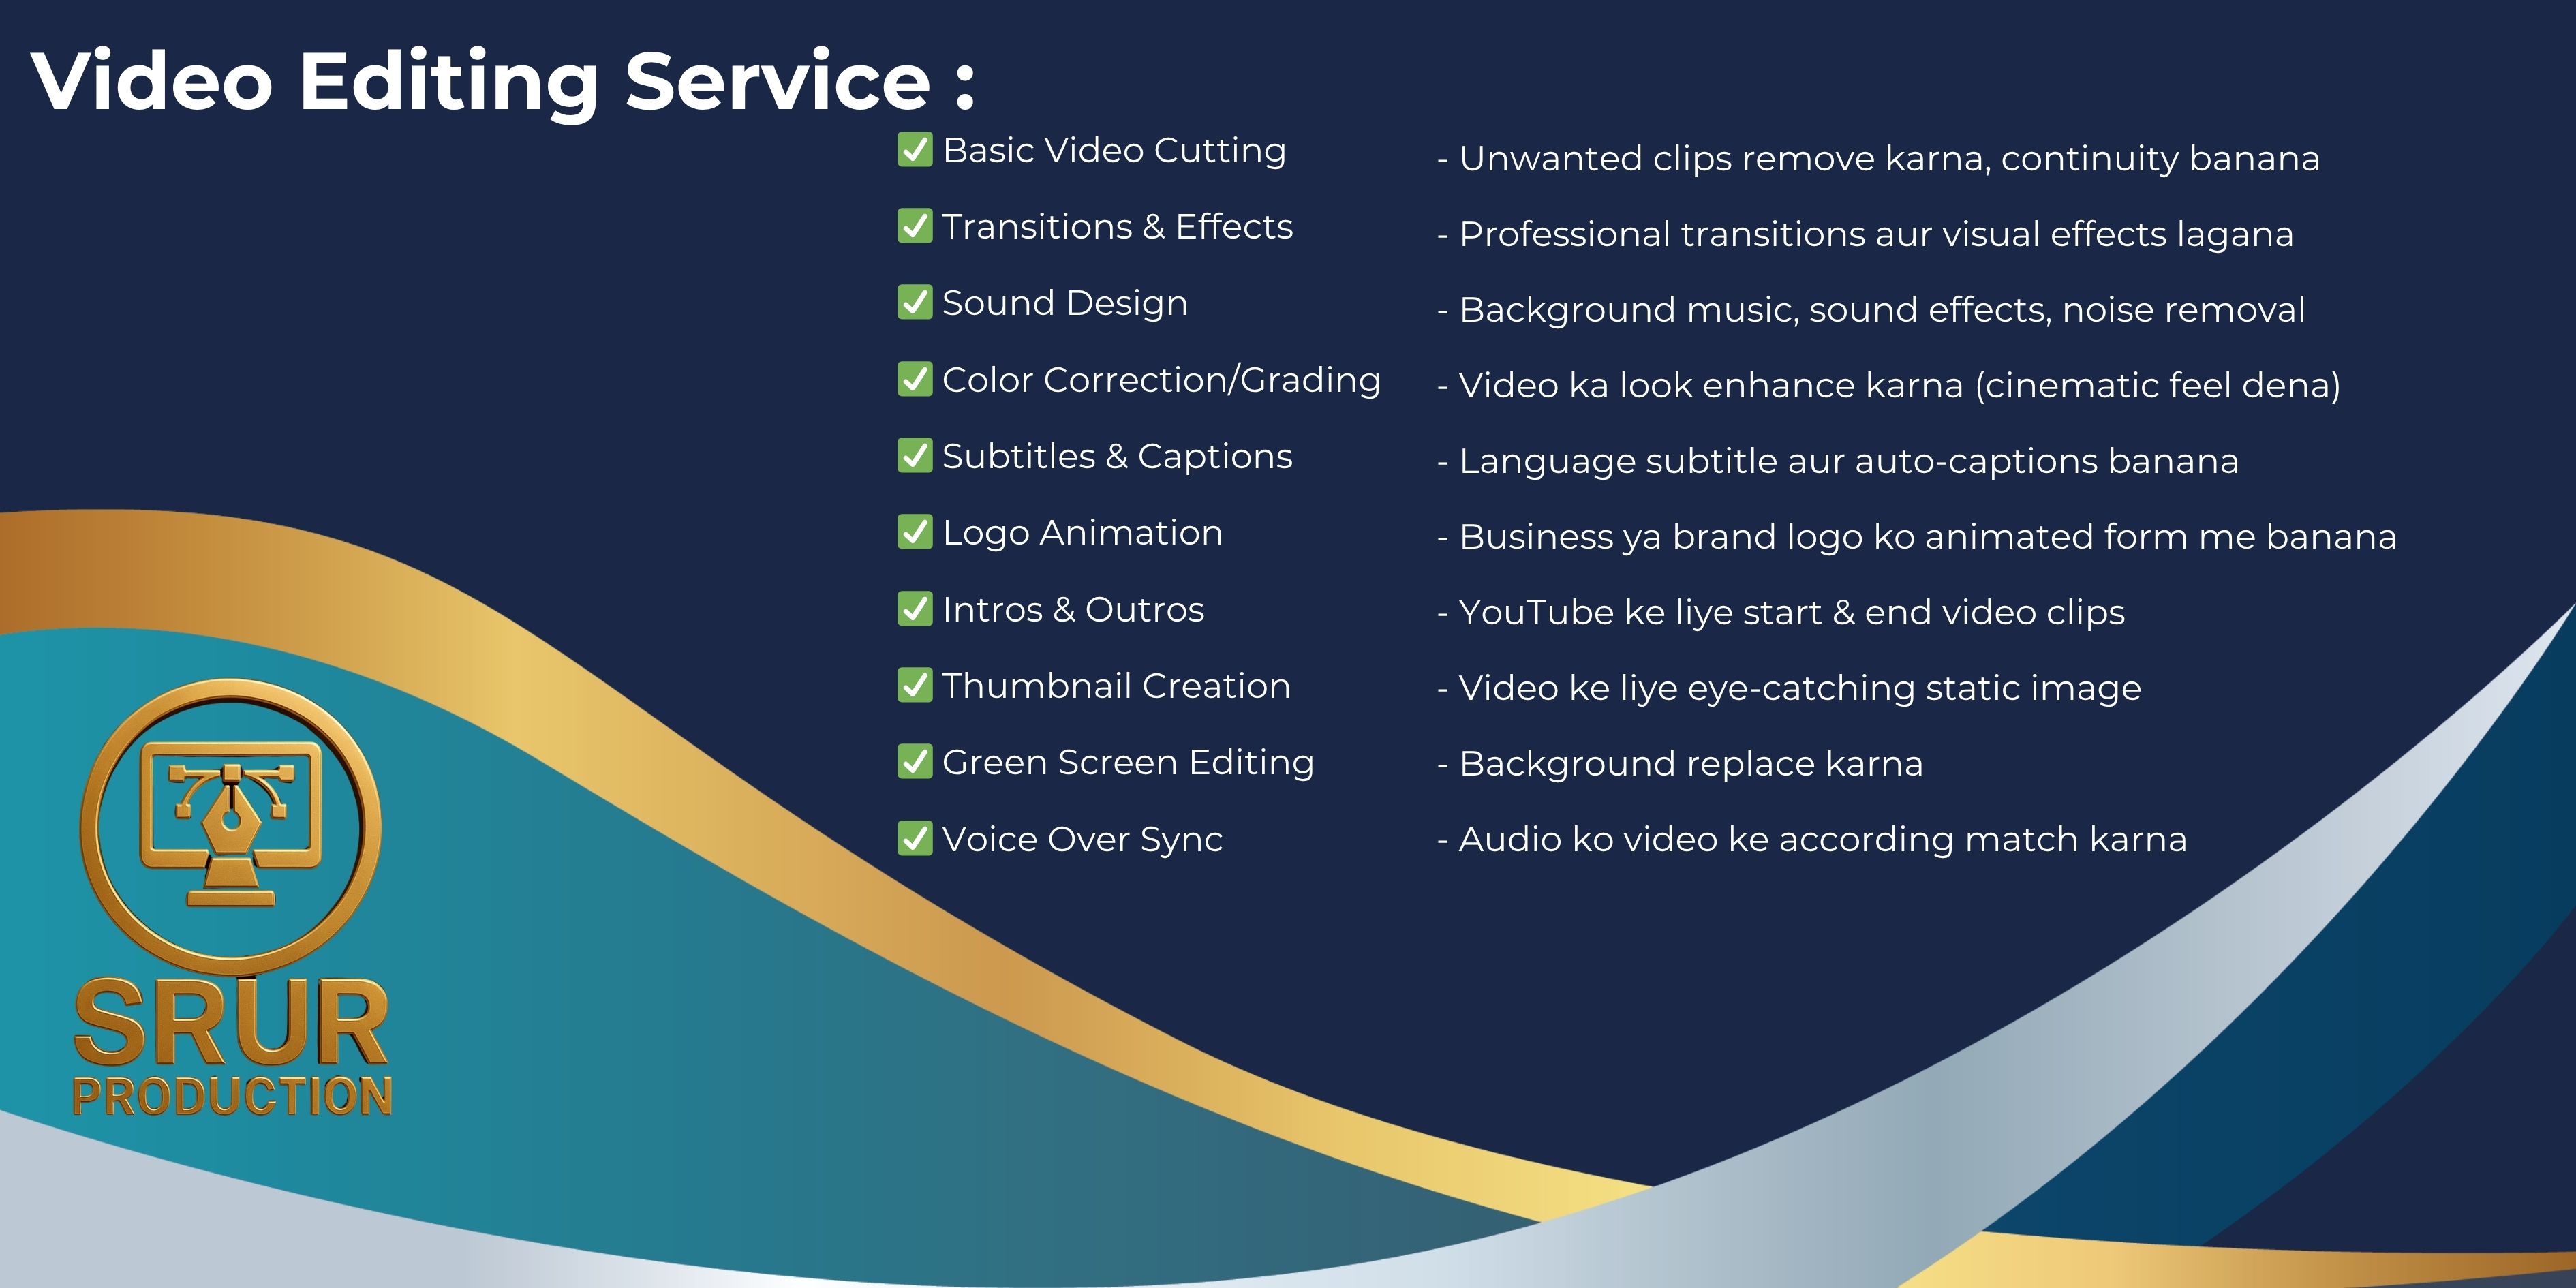 Video Editing Service :
✅ Basic Video Cutting - Unwanted clips remove karna, continuity banana
✅ Transitions & Effects - Professional transitions aur visual effects lagana
✅ Sound Design - Background music, sound effects, noise removal
✅ Color Correction/Grading - Video ka look enhance karna (cinematic feel dena)
✅ Subtitles & Captions - Language subtitle aur auto-captions banana
✅ Logo Animation - Business ya brand logo ko animated form me banana
✅ Intros & Outros - YouTube ke liye start & end video clips
✅ Thumbnail Creation - Video ke liye eye-catching static image
✅ Green Screen Editing - Background replace karna
✅ Voice Over Sync - Audio ko video ke according match karna
SRUR
PRODUCTION